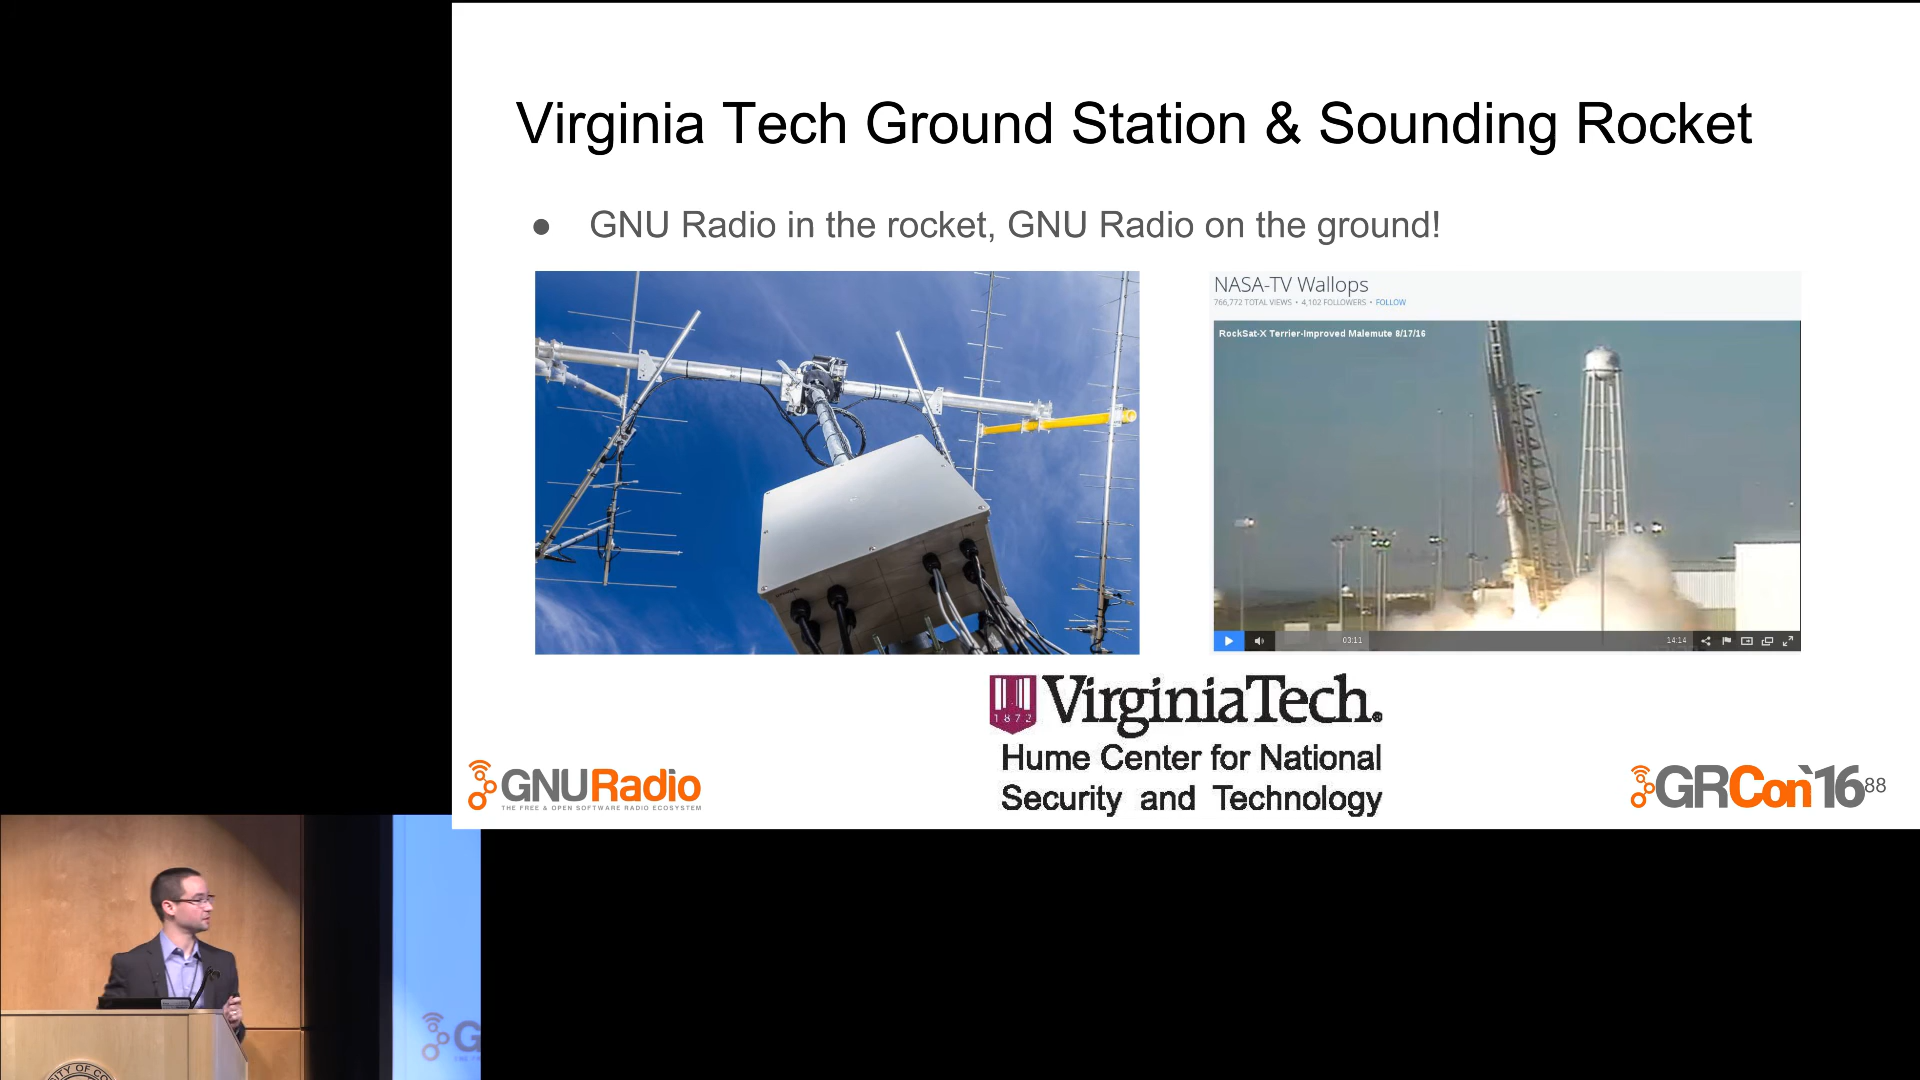 Virginia Tech Ground Station & Sounding Rocket
● GNU Radio in the rocket, GNU Radio on the ground!
NASA-TV Wallops
766,772 TOTAL VIEWS • 4,102 FOLLOWERS • FOLLOW
RockSat-X Terrier-Improved Malemute 8/17/16
03:11
14:14
1872
VirginiaTech®
Hume Center for National
Security and Technology
GNURadio
THE FREE & OPEN SOFTWARE RADIO ECOSYSTEM
GRCon`16
88
G